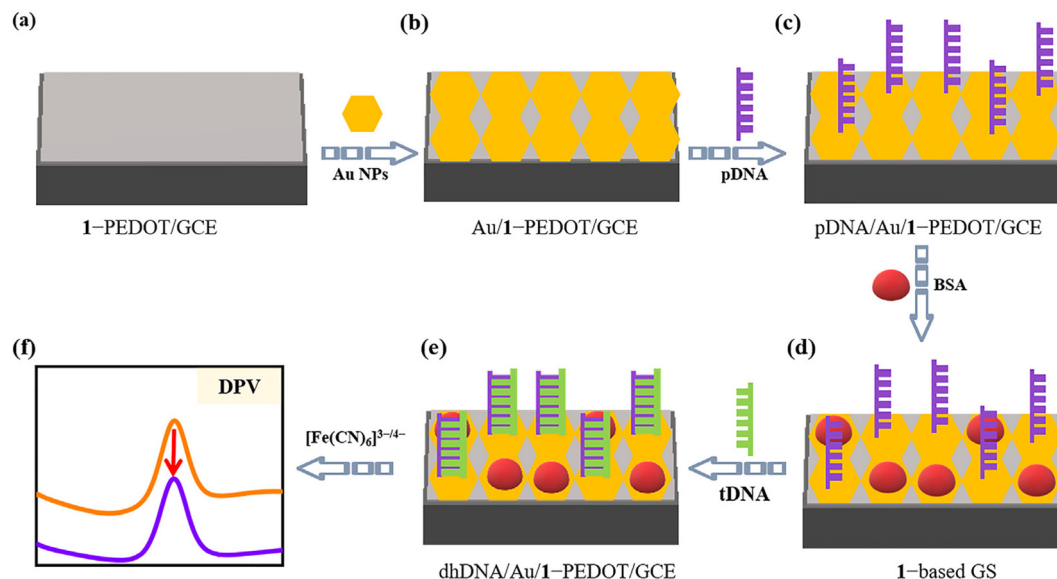 (a)
(b)
(c)
Au NPs
pDNA
1−PEDOT/GCE
Au/1−PEDOT/GCE
pDNA/Au/1−PEDOT/GCE
BSA
(f)
(e)
(d)
DPV
[Fe(CN)₆]³⁻/⁴⁻
tDNA
dhDNA/Au/1−PEDOT/GCE
1−based GS